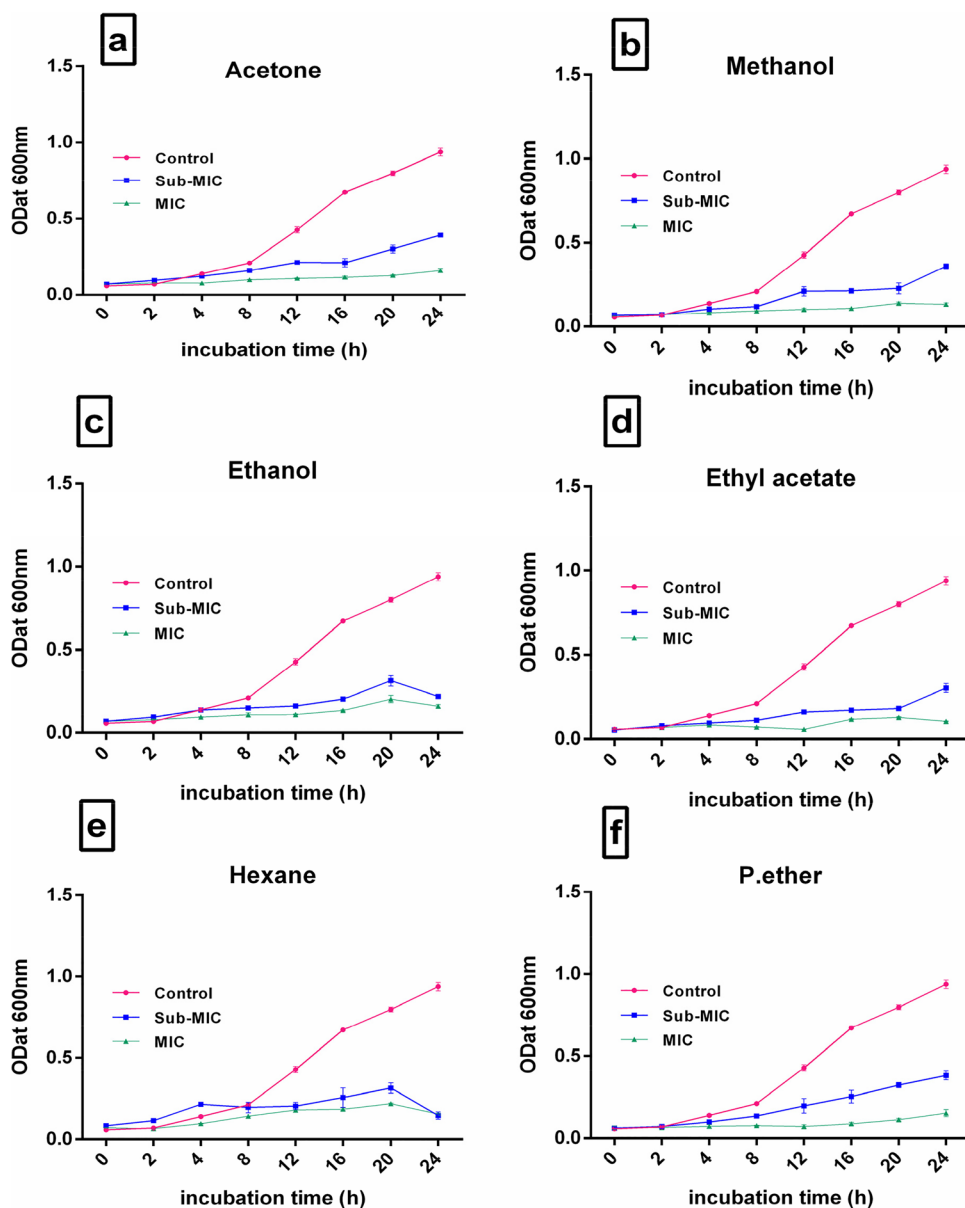 a
Acetone
1.5
1.0
0.5
0.0
ODat 600nm
Control
Sub-MIC
MIC
0 2 4 8 12 16 20 24
incubation time (h)
b
Methanol
1.5
1.0
0.5
0.0
ODat 600nm
Control
Sub-MIC
MIC
0 2 4 8 12 16 20 24
incubation time (h)
c
Ethanol
1.5
1.0
0.5
0.0
ODat 600nm
Control
Sub-MIC
MIC
0 2 4 8 12 16 20 24
incubation time (h)
d
Ethyl acetate
1.5
1.0
0.5
0.0
ODat 600nm
Control
Sub-MIC
MIC
0 2 4 8 12 16 20 24
incubation time (h)
e
Hexane
1.5
1.0
0.5
0.0
ODat 600nm
Control
Sub-MIC
MIC
0 2 4 8 12 16 20 24
incubation time (h)
f
P.ether
1.5
1.0
0.5
0.0
ODat 600nm
Control
Sub-MIC
MIC
0 2 4 8 12 16 20 24
incubation time (h)